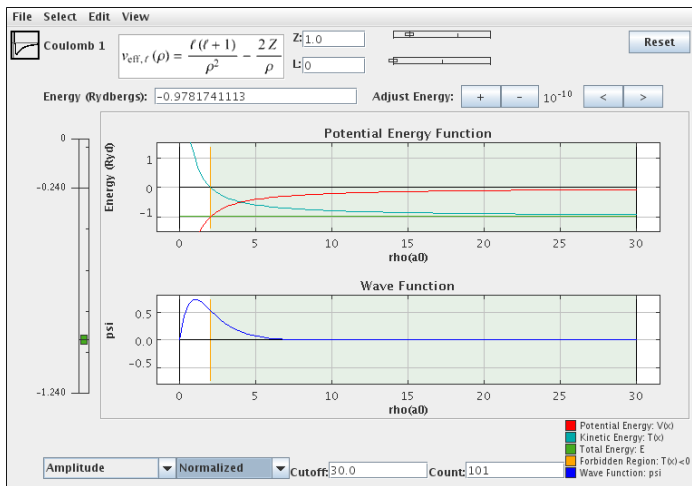 File Select Edit View
Coulomb 1
v_eff,ℓ (ρ) = ℓ(ℓ + 1) / ρ² − 2 Z / ρ
Z: 1.0
L: 0
Reset
Energy (Rydbergs): -0.9781741113
Adjust Energy: + - 10^-10 < >
0
-0.240
-1.240
Potential Energy Function
Energy (Ryd)
1
0
-1
0 5 10 15 20 25 30
rho(a0)
Wave Function
psi
0.5
0.0
-0.5
0 5 10 15 20 25 30
rho(a0)
Potential Energy: V(x)
Kinetic Energy: T(x)
Total Energy: E
Forbidden Region: T(x)<0
Wave Function: psi
Amplitude Normalized Cutoff: 30.0 Count: 101